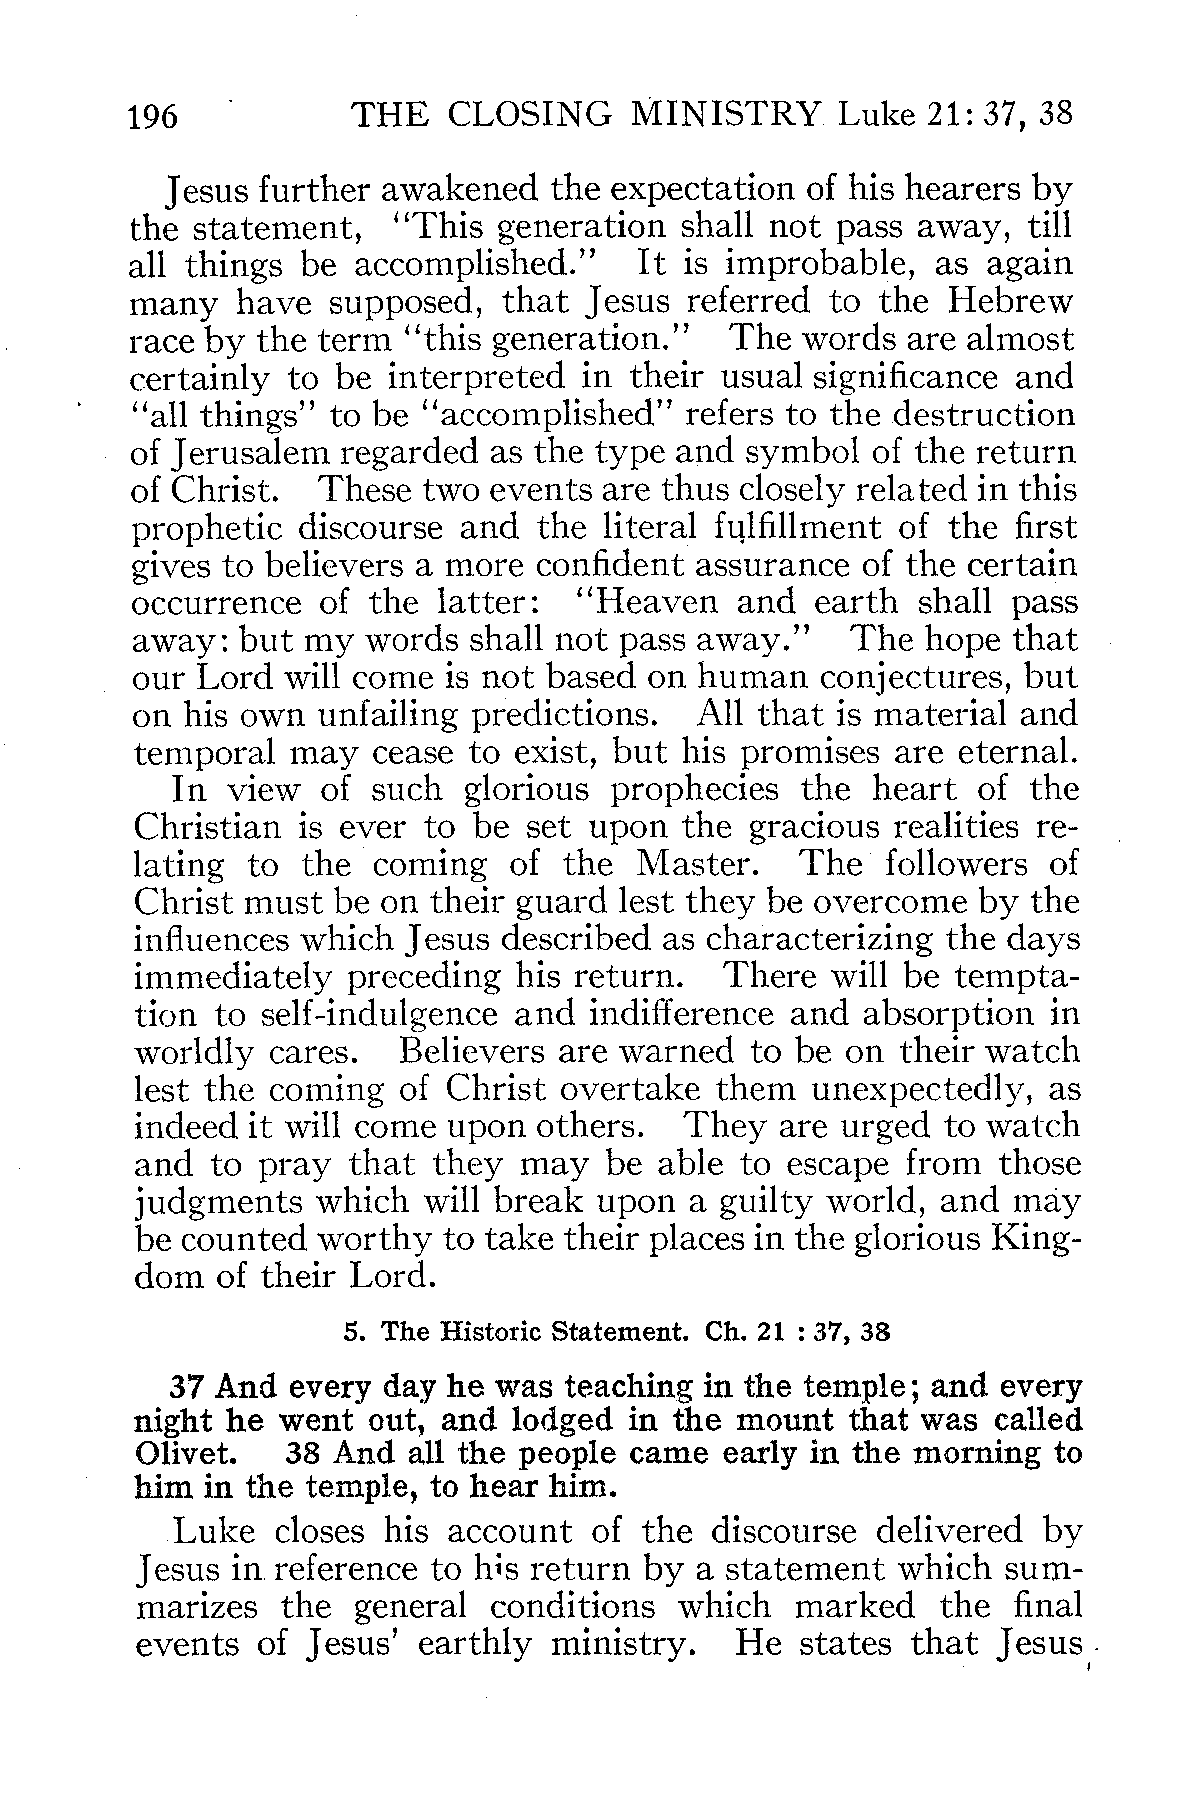 196 THE CLOSING MINISTRY Luke 21: 37, 38
Jesus further awakened the expectation of his hearers by
the statement, "This generation shall not pass away, till
all things be accomplished." It is improbable, as again
many have supposed, that Jesus referred to the Hebrew
race by the term "this generation." The words are almost
certainly to be interpreted in their usual significance and
"all things" to be "accomplished" refers to the destruction
of Jerusalem regarded as the type and symbol of the return
of Christ. These two events are thus closely related in this
prophetic discourse and the literal fulfillment of the first
gives to believers a more confident assurance of the certain
occurrence of the latter: "Heaven and earth shall pass
away: but my words shall not pass away." The hope that
our Lord will come is not based on human conjectures, but
on his own unfailing predictions. All that is material and
temporal may cease to exist, but his promises are eternal.
In view of such glorious prophecies the heart of the
Christian is ever to be set upon the gracious realities re-
lating to the coming of the Master. The followers of
Christ must be on their guard lest they be overcome by the
influences which Jesus described as characterizing the days
immediately preceding his return. There will be tempta-
tion to self-indulgence and indifference and absorption in
worldly cares. Believers are warned to be on their watch
lest the coming of Christ overtake them unexpectedly, as
indeed it will come upon others. They are urged to watch
and to pray that they may be able to escape from those
judgments which will break upon a guilty world, and may
be counted worthy to take their places in the glorious King-
dom of their Lord.
5. The Historic Statement. Ch. 21 : 37, 38
37 And every day he was teaching in the temple; and every
night he went out, and lodged in the mount that was called
Olivet. 38 And all the people came early in the morning to
him in the temple, to hear him.
Luke closes his account of the discourse delivered by
Jesus in reference to his return by a statement which sum-
marizes the general conditions which marked the final
events of Jesus' earthly ministry. He states that Jesus